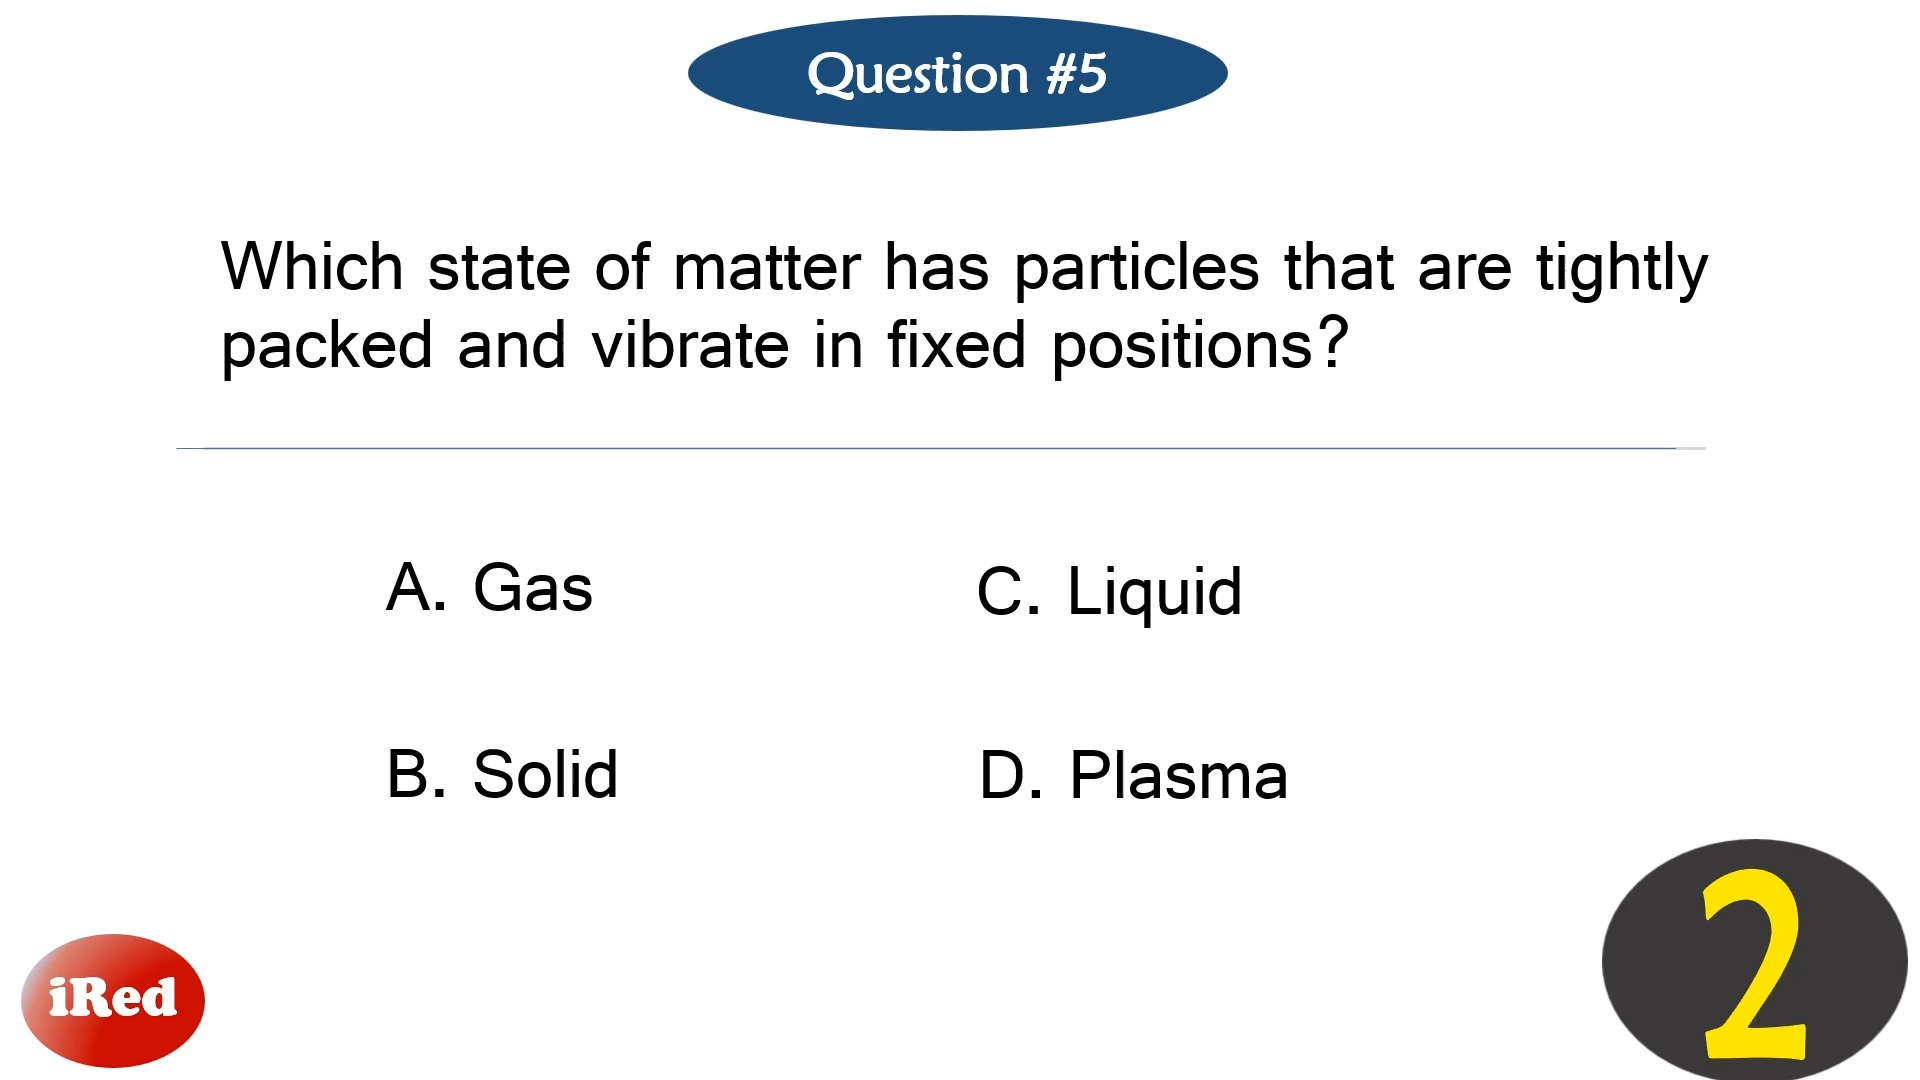 Question #5
Which state of matter has particles that are tightly
packed and vibrate in fixed positions?
A. Gas
B. Solid
C. Liquid
D. Plasma
iRed
2